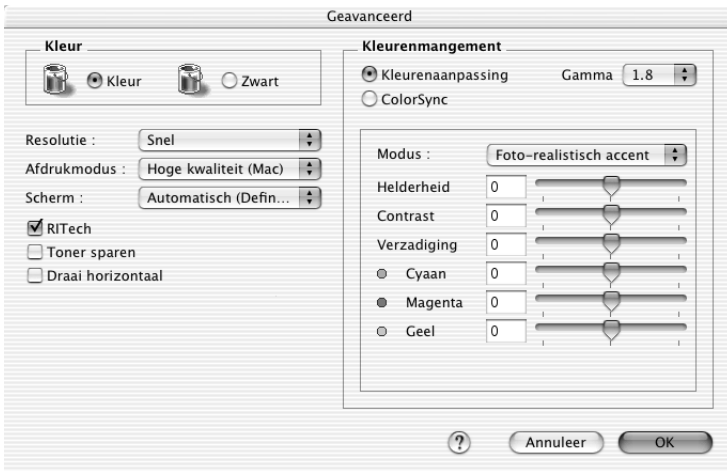 Geavanceerd
Kleur
Kleur
Zwart
Resolutie : Snel
Afdrukmodus : Hoge kwaliteit (Mac)
Scherm : Automatisch (Defin...
RITech
Toner sparen
Draai horizontaal
Kleurenmangement
Kleurenaanpassing
Gamma 1.8
ColorSync
Modus : Foto-realistisch accent
Helderheid 0
Contrast 0
Verzadiging 0
Cyaan 0
Magenta 0
Geel 0
? Annuleer OK